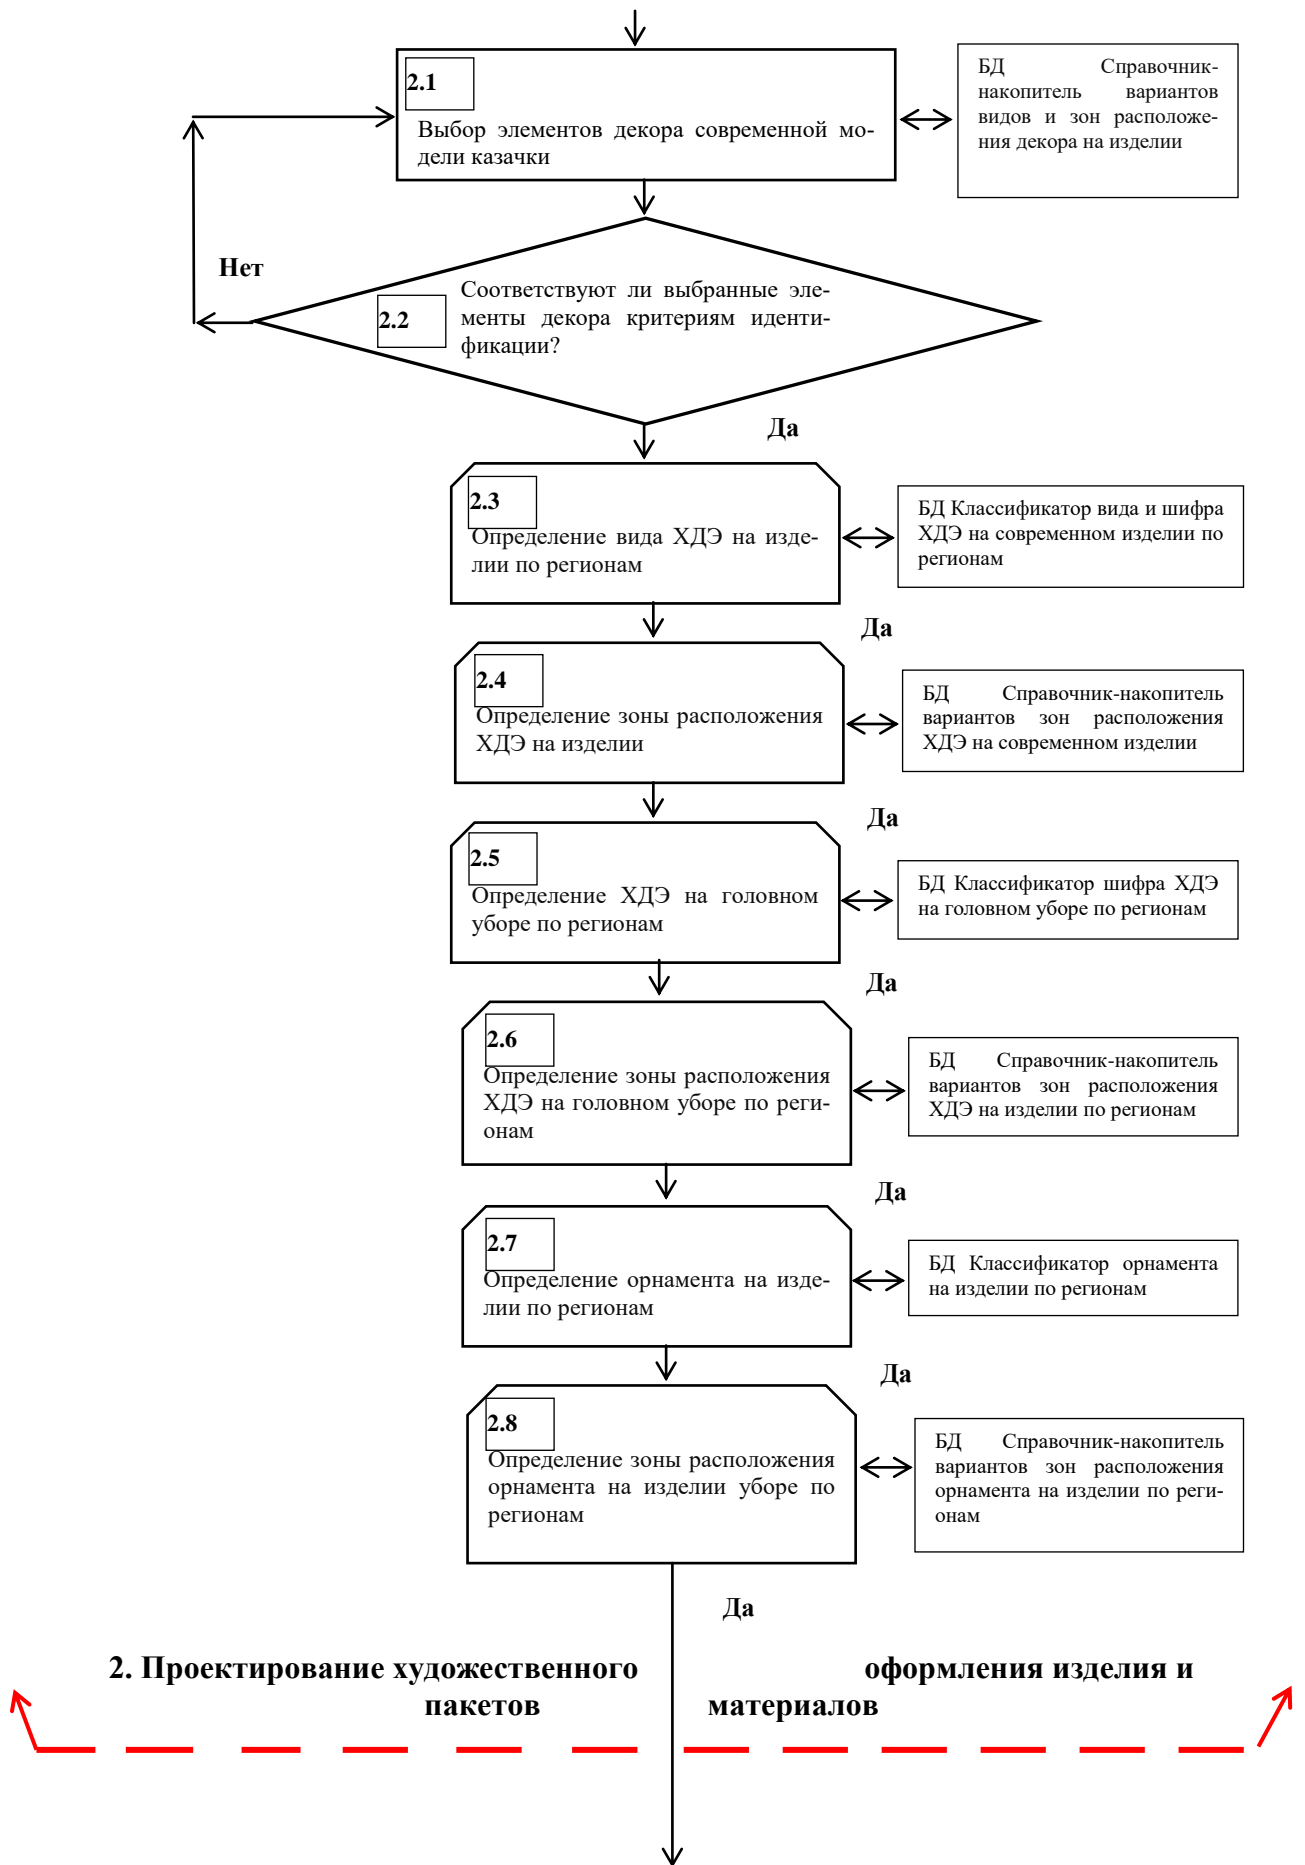 2.1
Выбор элементов декора современной мо-
дели казачки
БД Справочник-
накопитель вариантов
видов и зон расположе-
ния декора на изделии
Нет
2.2
Соответствуют ли выбранные эле-
менты декора критериям иденти-
фикации?
Да
2.3
Определение вида ХДЭ на изде-
лии по регионам
БД Классификатор вида и шифра
ХДЭ на современном изделии по
регионам
Да
2.4
Определение зоны расположения
ХДЭ на изделии
БД Справочник-накопитель
вариантов зон расположения
ХДЭ на современном изделии
Да
2.5
Определение ХДЭ на головном
уборе по регионам
БД Классификатор шифра ХДЭ
на головном уборе по регионам
Да
2.6
Определение зоны расположения
ХДЭ на головном уборе по реги-
онам
БД Справочник-накопитель
вариантов зон расположения
ХДЭ на изделии по регионам
Да
2.7
Определение орнамента на изде-
лии по регионам
БД Классификатор орнамента
на изделии по регионам
Да
2.8
Определение зоны расположения
орнамента на изделии уборе по
регионам
БД Справочник-накопитель
вариантов зон расположения
орнамента на изделии по реги-
онам
Да
2. Проектирование художественного оформления изделия и
пакетов материалов